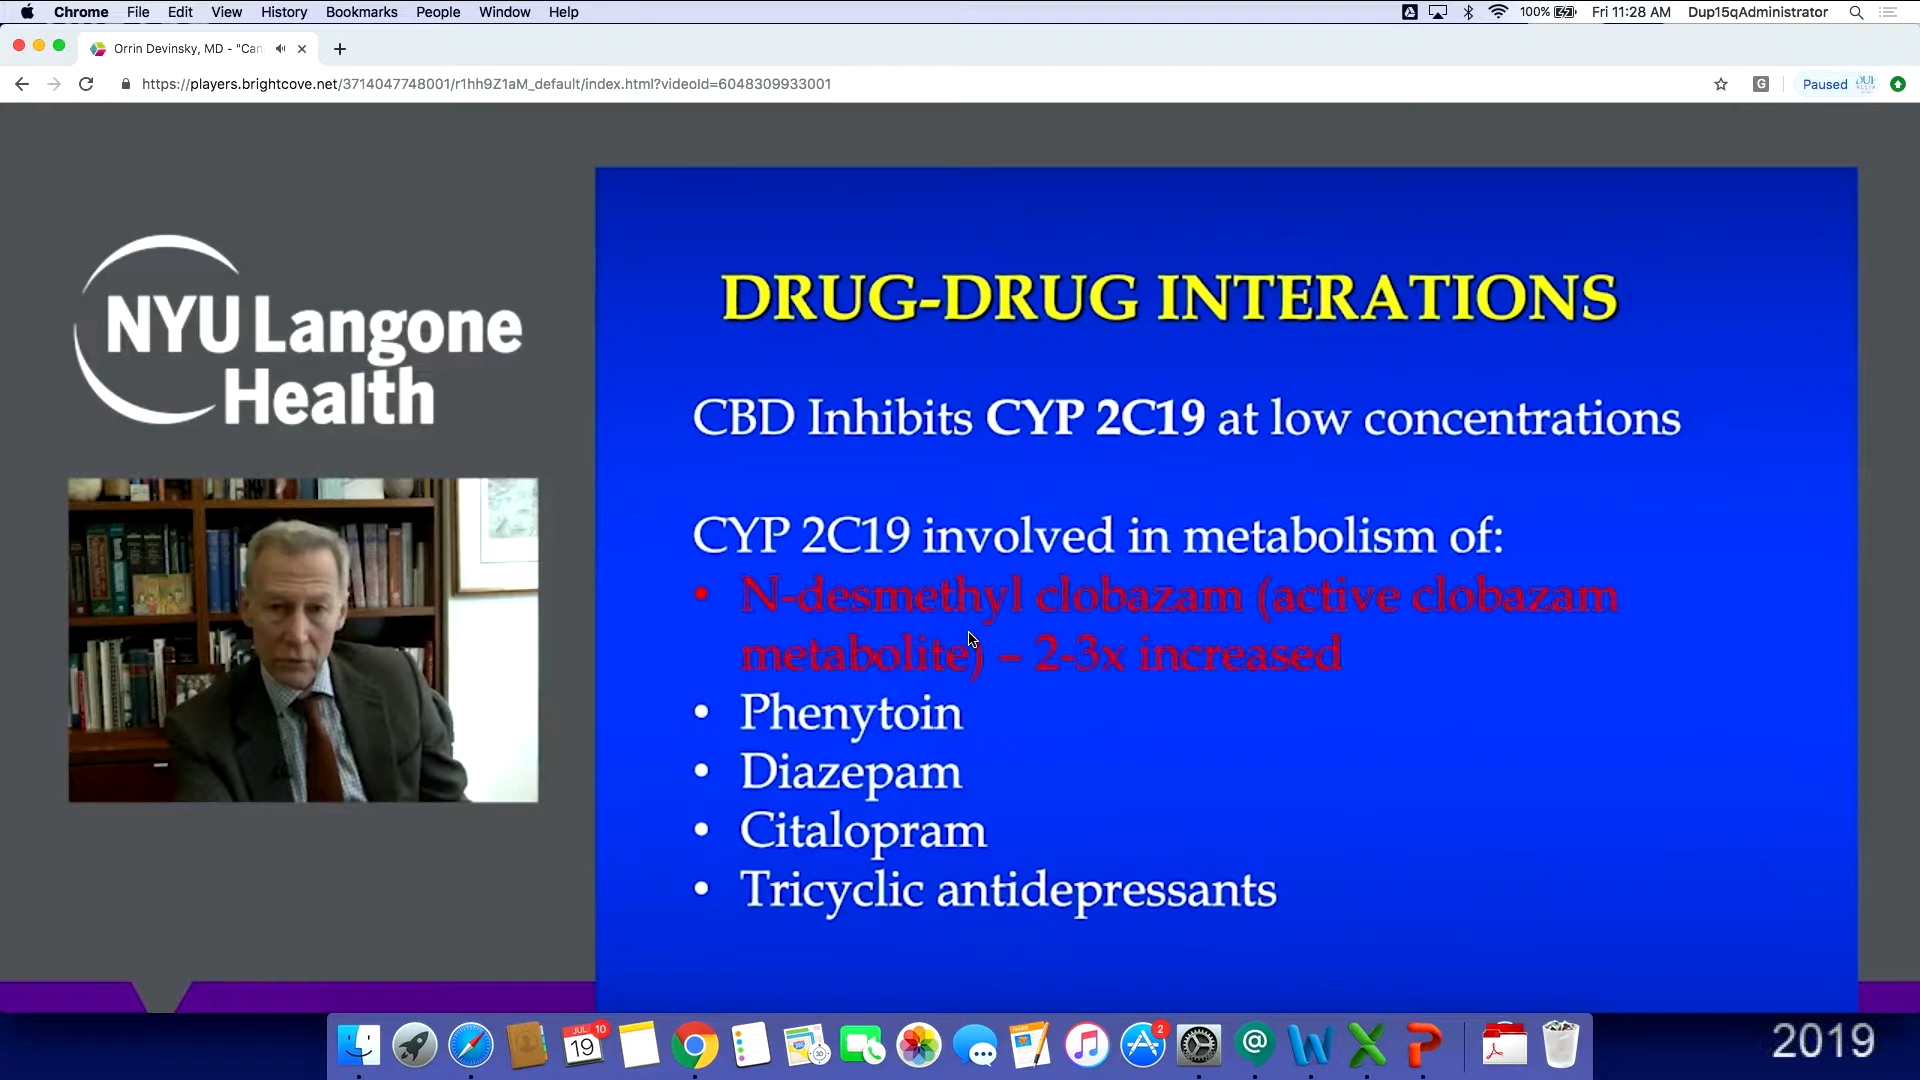 Chrome File Edit View History Bookmarks People Window Help 100% Fri 11:28 AM Dup15qAdministrator
Orrin Devinsky, MD - "Can
https://players.brightcove.net/3714047748001/r1hh9Z1aM_default/index.html?videoId=6048309933001 G Paused
NYU Langone
Health
DRUG-DRUG INTERATIONS
CBD Inhibits CYP 2C19 at low concentrations
CYP 2C19 involved in metabolism of:
• N-desmethyl clobazam (active clobazam
metabolite) – 2-3x increased
• Phenytoin
• Diazepam
• Citalopram
• Tricyclic antidepressants
JUL 10
19
2
2019